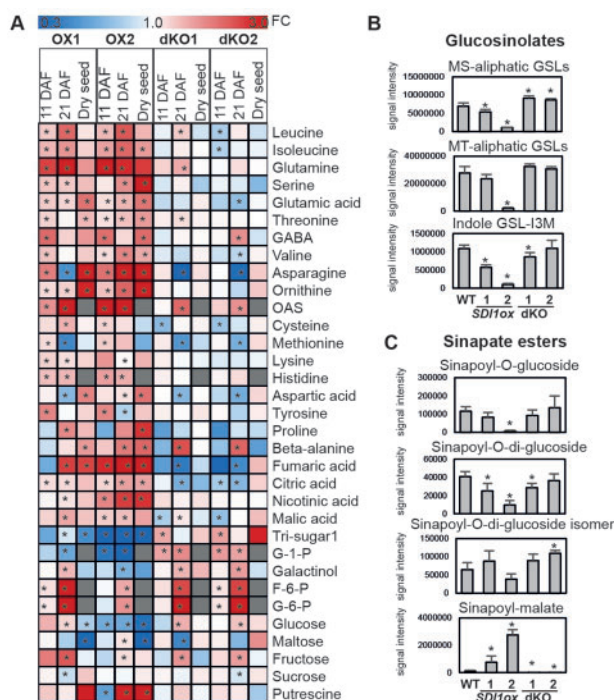 A
1.0
FC
OX1 OX2 dKO1 dKO2
11 DAF 21 DAF Dry seed 11 DAF 21 DAF Dry seed 11 DAF 21 DAF Dry seed 11 DAF 21 DAF Dry seed
Leucine
Isoleucine
Glutamine
Serine
Glutamic acid
Threonine
GABA
Valine
Asparagine
Ornithine
OAS
Cysteine
Methionine
Lysine
Histidine
Aspartic acid
Tyrosine
Proline
Beta-alanine
Fumaric acid
Citric acid
Nicotinic acid
Malic acid
Tri-sugar1
G-1-P
Galactinol
F-6-P
G-6-P
Glucose
Maltose
Fructose
Sucrose
Putrescine
B
Glucosinolates
MS-aliphatic GSLs
signal intensity
15000000
10000000
5000000
0
MT-aliphatic GSLs
signal intensity
40000000
20000000
0
Indole GSL-I3M
signal intensity
1500000
1000000
500000
0
WT 1 2 1 2
SDI1ox dKO
C
Sinapate esters
Sinapoyl-O-glucoside
signal intensity
300000
200000
100000
0
Sinapoyl-O-di-glucoside
signal intensity
60000
40000
20000
0
Sinapoyl-O-di-glucoside isomer
signal intensity
150000
100000
50000
0
Sinapoyl-malate
signal intensity
4000000
2000000
0
WT 1 2 1 2
SDI1ox dKO